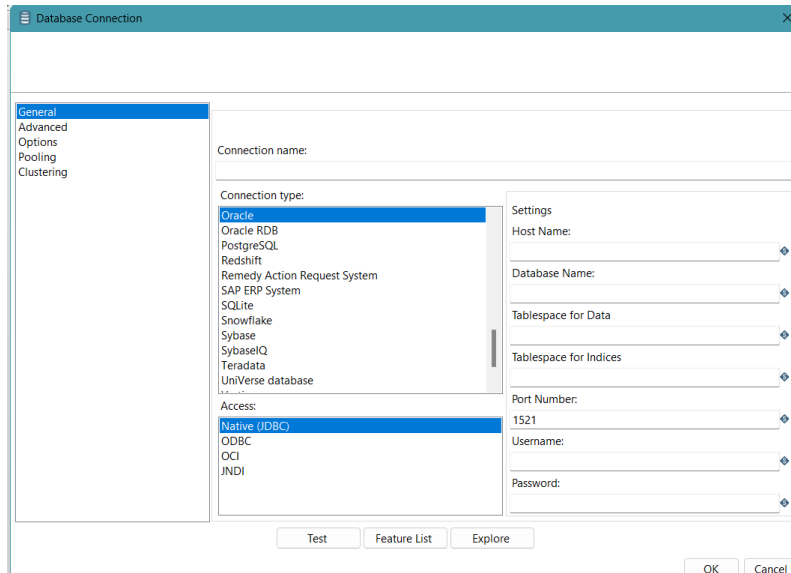 Database Connection
General
Advanced
Options
Pooling
Clustering
Connection name:
Connection type:
Oracle
Oracle RDB
PostgreSQL
Redshift
Remedy Action Request System
SAP ERP System
SQLite
Snowflake
Sybase
SybaseIQ
Teradata
UniVerse database
Access:
Native (JDBC)
ODBC
OCI
JNDI
Settings
Host Name:
Database Name:
Tablespace for Data
Tablespace for Indices
Port Number:
1521
Username:
Password:
Test
Feature List
Explore
OK
Cancel